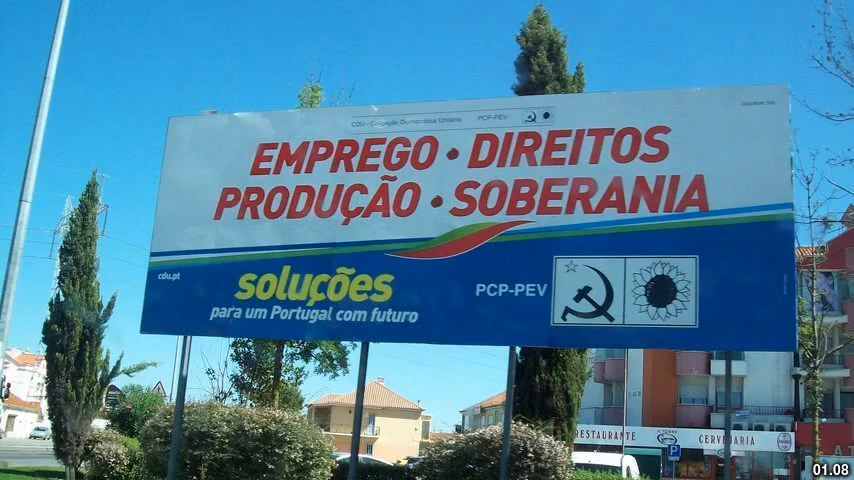 CDU - Coligação Democrática Unitária PCP-PEV
EMPREGO • DIREITOS
PRODUÇÃO • SOBERANIA
cdu.pt
soluções
para um Portugal com futuro
PCP-PEV
RESTAURANTE
CERVEJARIA
P
01.08